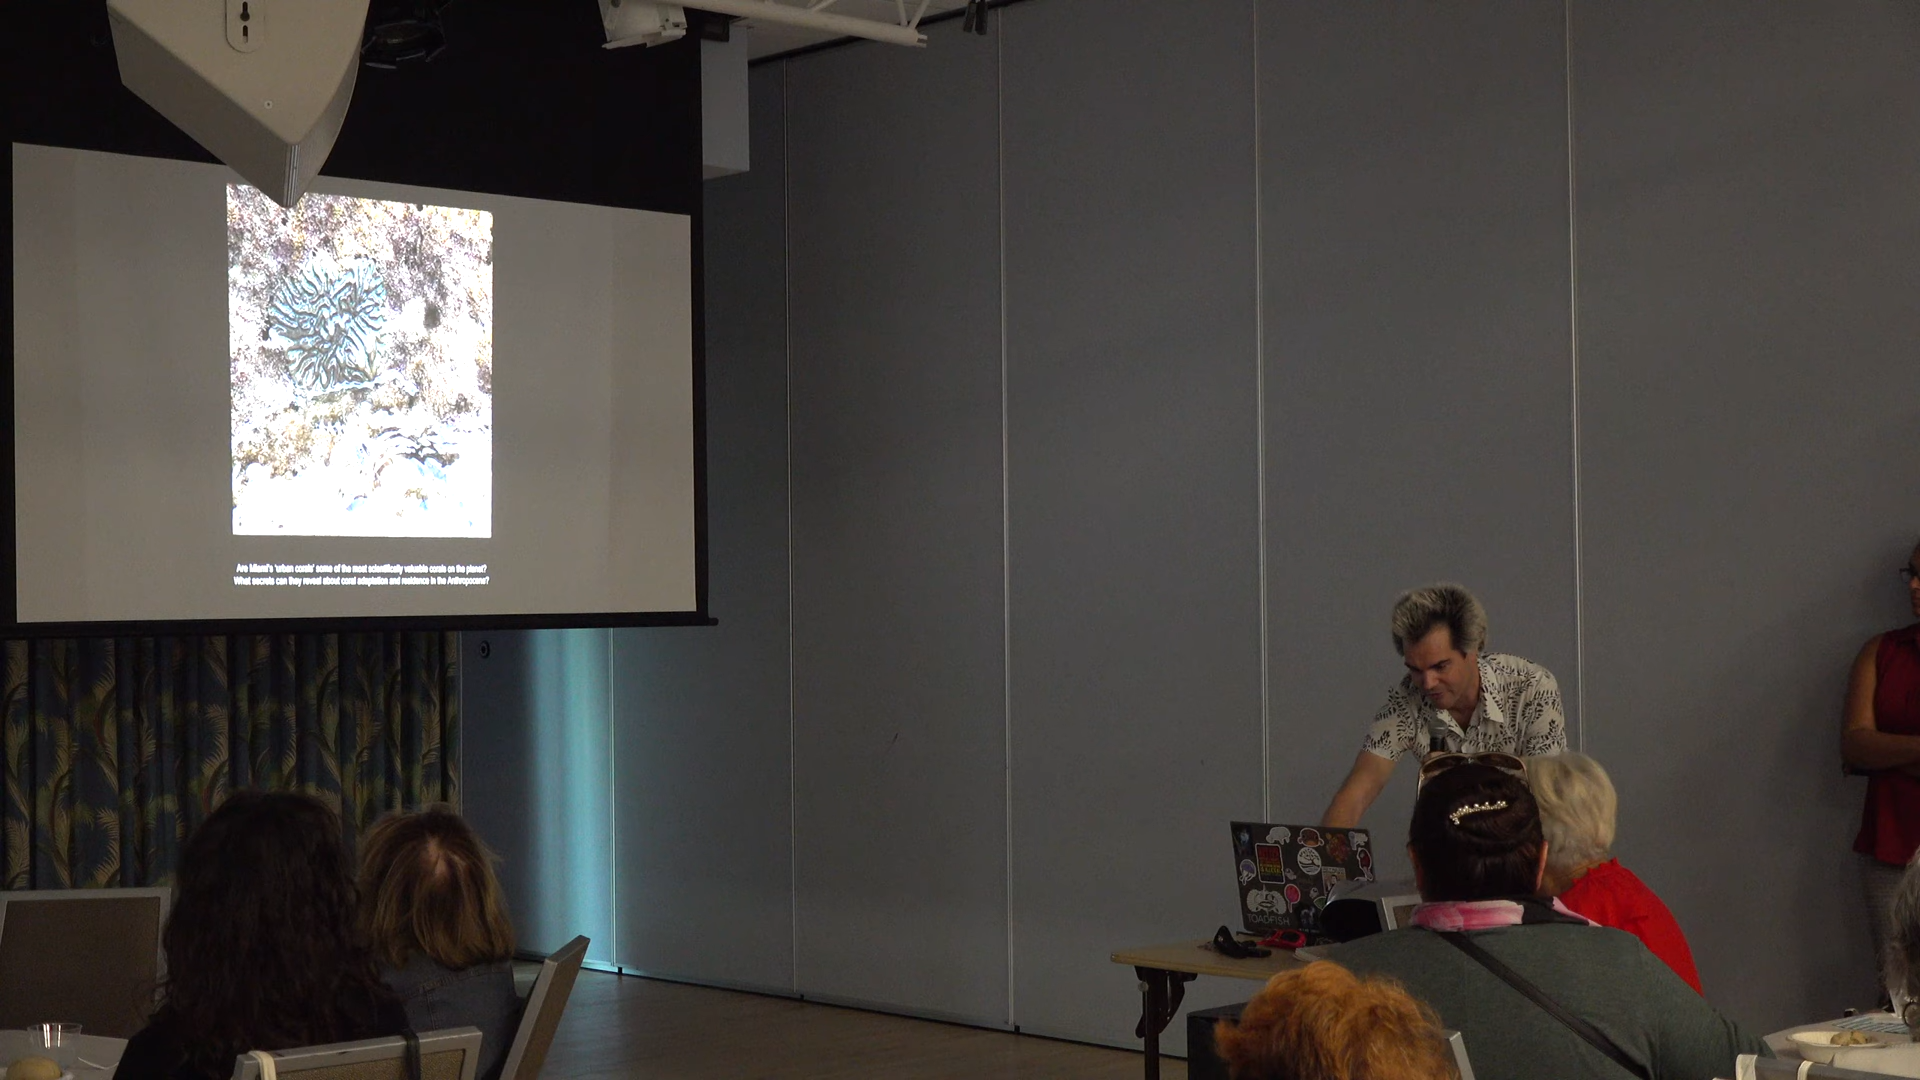 Are Miami's 'urban corals' some of the most scientifically valuable corals on the planet?
What secrets can they reveal about coral adaptation and resilience in the Anthropocene?
TOADFISH